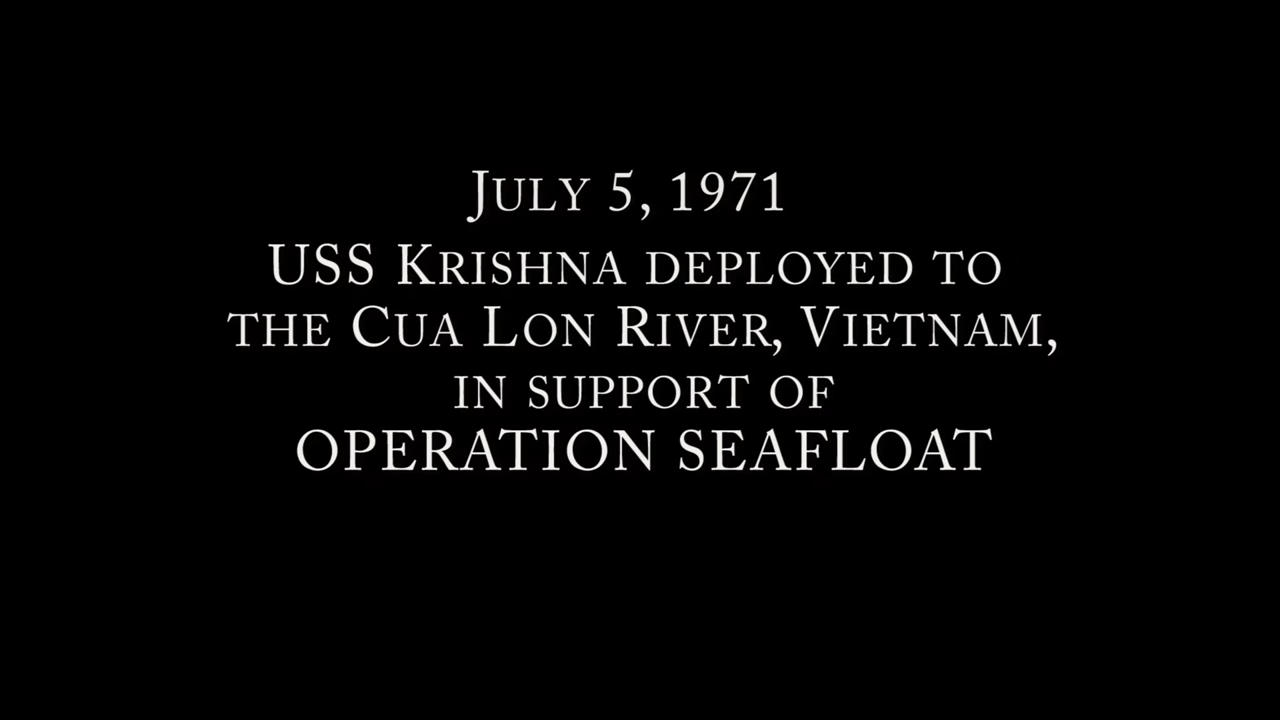 July 5, 1971
USS Krishna deployed to
the Cua Lon River, Vietnam,
in support of
OPERATION SEAFLOAT